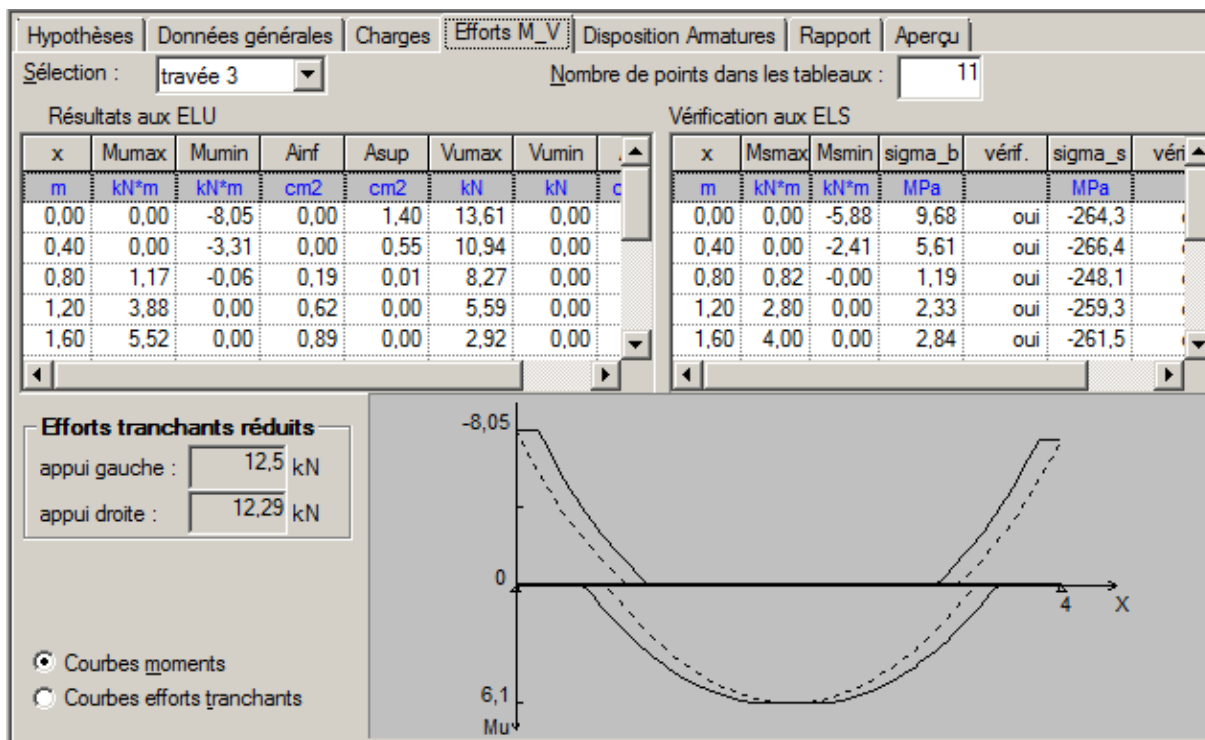 Hypothèses Données générales Charges Efforts M_V Disposition Armatures Rapport Aperçu
Sélection : travée 3 Nombre de points dans les tableaux : 11
Résultats aux ELU Vérification aux ELS
x Mumax Mumin Ainf Asup Vumax Vumin x Msmax Msmin sigma_b vérif. sigma_s
m kN*m kN*m cm2 cm2 kN kN m kN*m kN*m MPa MPa
0,00 0,00 -8,05 0,00 1,40 13,61 0,00 0,00 0,00 -5,88 9,68 oui -264,3
0,40 0,00 -3,31 0,00 0,55 10,94 0,00 0,40 0,00 -2,41 5,61 oui -266,4
0,80 1,17 -0,06 0,19 0,01 8,27 0,00 0,80 0,82 -0,00 1,19 oui -248,1
1,20 3,88 0,00 0,62 0,00 5,59 0,00 1,20 2,80 0,00 2,33 oui -259,3
1,60 5,52 0,00 0,89 0,00 2,92 0,00 1,60 4,00 0,00 2,84 oui -261,5
Efforts tranchants réduits
appui gauche : 12,5 kN
appui droite : 12,29 kN
Courbes moments
Courbes efforts tranchants
-8,05
0
4 X
6,1
Mu